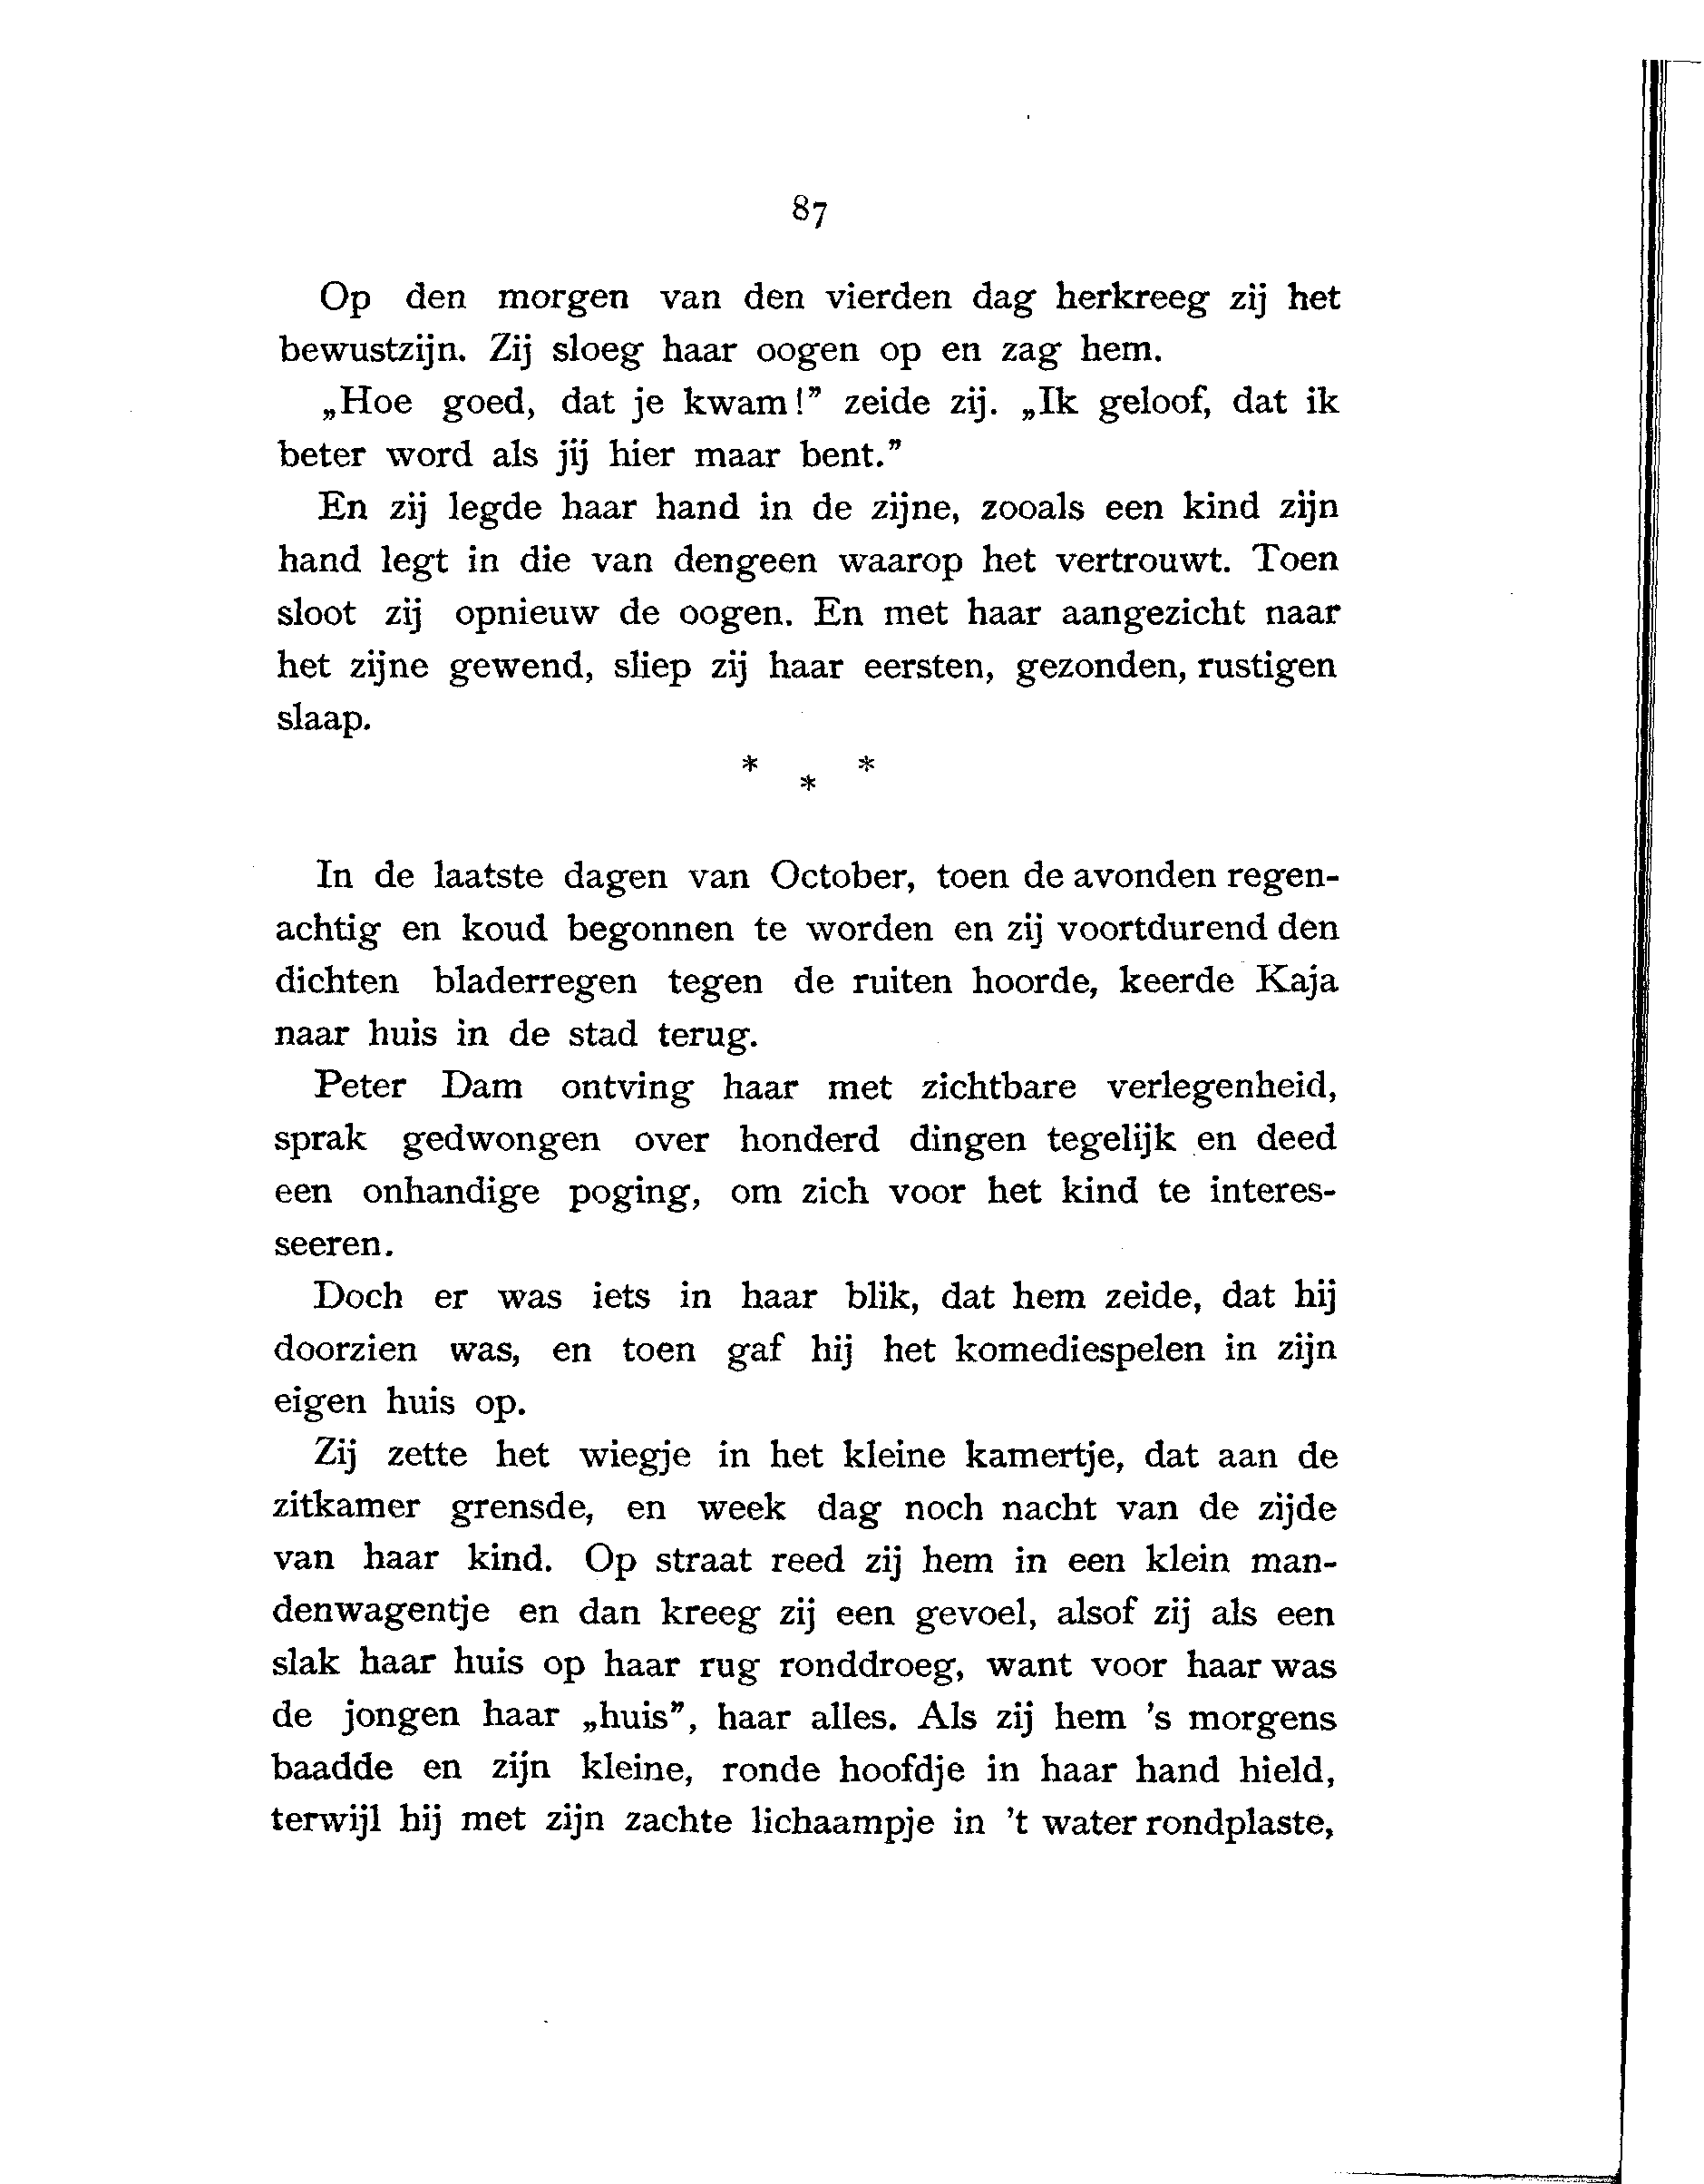 87
Op den morgen van den vierden dag herkreeg zij het
bewustzijn. Zij sloeg haar oogen op en zag hem.
„Hoe goed, dat je kwam!” zeide zij. „Ik geloof, dat ik
beter word als jij hier maar bent.”
En zij legde haar hand in de zijne, zooals een kind zijn
hand legt in die van dengeen waarop het vertrouwt. Toen
sloot zij opnieuw de oogen. En met haar aangezicht naar
het zijne gewend, sliep zij haar eersten, gezonden, rustigen
slaap.
* * *
In de laatste dagen van October, toen de avonden regen-
achtig en koud begonnen te worden en zij voortdurend den
dichten bladerregen tegen de ruiten hoorde, keerde Kaja
naar huis in de stad terug.
Peter Dam ontving haar met zichtbare verlegenheid,
sprak gedwongen over honderd dingen tegelijk en deed
een onhandige poging, om zich voor het kind te interes-
seeren.
Doch er was iets in haar blik, dat hem zeide, dat hij
doorzien was, en toen gaf hij het komediespelen in zijn
eigen huis op.
Zij zette het wiegje in het kleine kamertje, dat aan de
zitkamer grensde, en week dag noch nacht van de zijde
van haar kind. Op straat reed zij hem in een klein man-
denwagentje en dan kreeg zij een gevoel, alsof zij als een
slak haar huis op haar rug ronddroeg, want voor haar was
de jongen haar „huis”, haar alles. Als zij hem 's morgens
baadde en zijn kleine, ronde hoofdje in haar hand hield,
terwijl hij met zijn zachte lichaampje in 't water rondplaste,